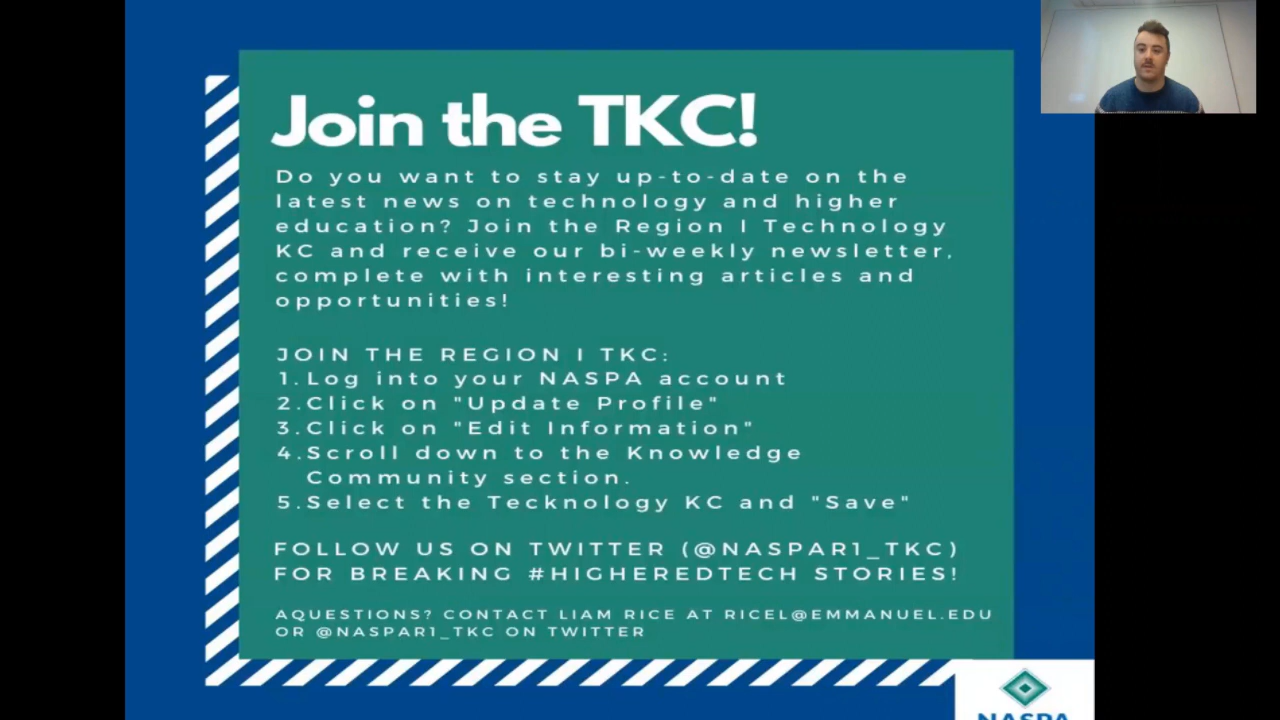 Join the TKC!
Do you want to stay up-to-date on the
latest news on technology and higher
education? Join the Region I Technology
KC and receive our bi-weekly newsletter,
complete with interesting articles and
opportunities!
JOIN THE REGION I TKC:
1. Log into your NASPA account
2. Click on "Update Profile"
3. Click on "Edit Information"
4. Scroll down to the Knowledge
Community section.
5. Select the Tecknology KC and "Save"
FOLLOW US ON TWITTER (@NASPAR1_TKC)
FOR BREAKING #HIGHEREDTECH STORIES!
AQUESTIONS? CONTACT LIAM RICE AT RICEL@EMMANUEL.EDU
OR @NASPAR1_TKC ON TWITTER
NASPA